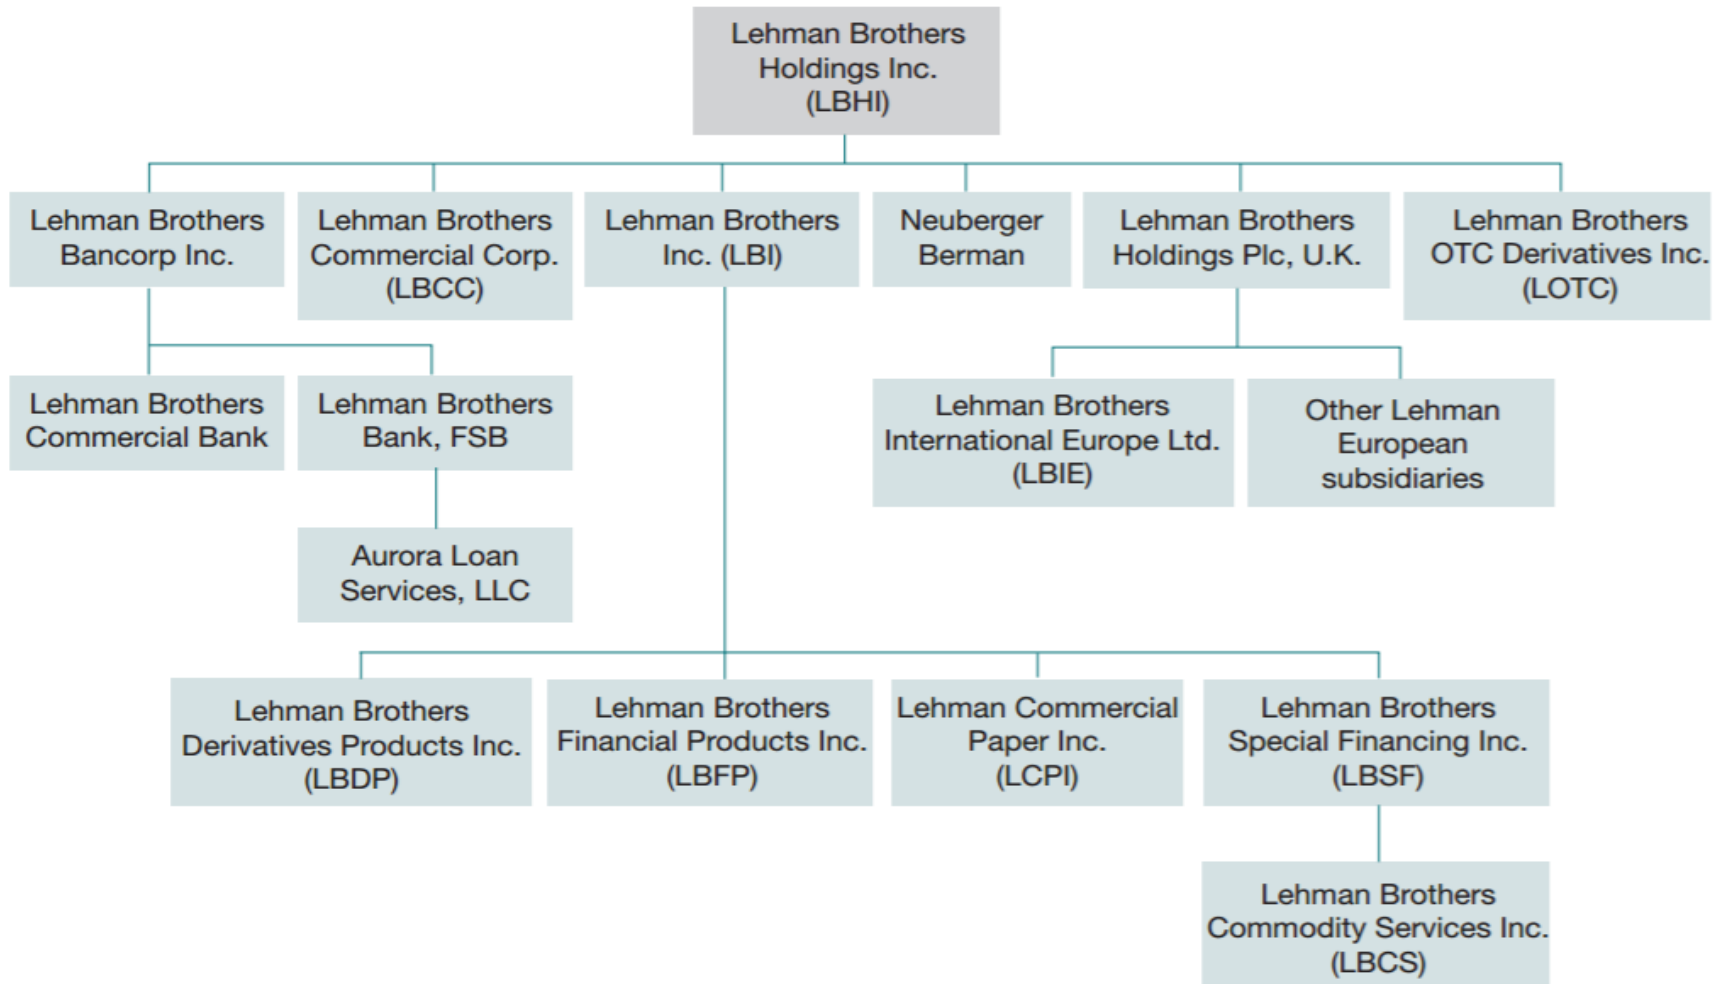 Lehman Brothers
Holdings Inc.
(LBHI)
Lehman Brothers
Bancorp Inc.
Lehman Brothers
Commercial Corp.
(LBCC)
Lehman Brothers
Inc. (LBI)
Neuberger
Berman
Lehman Brothers
Holdings Plc, U.K.
Lehman Brothers
OTC Derivatives Inc.
(LOTC)
Lehman Brothers
Commercial Bank
Lehman Brothers
Bank, FSB
Lehman Brothers
International Europe Ltd.
(LBIE)
Other Lehman
European
subsidiaries
Aurora Loan
Services, LLC
Lehman Brothers
Derivatives Products Inc.
(LBDP)
Lehman Brothers
Financial Products Inc.
(LBFP)
Lehman Commercial
Paper Inc.
(LCPI)
Lehman Brothers
Special Financing Inc.
(LBSF)
Lehman Brothers
Commodity Services Inc.
(LBCS)